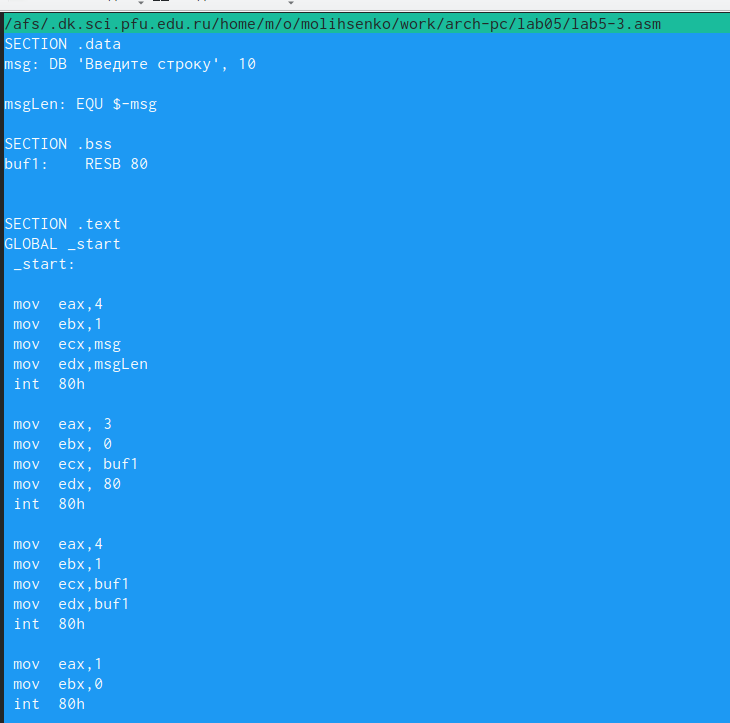 /afs/.dk.sci.pfu.edu.ru/home/m/o/molihsenko/work/arch-pc/lab05/lab5-3.asm
SECTION .data
msg: DB 'Введите строку', 10
msgLen: EQU $-msg
SECTION .bss
buf1:    RESB 80
SECTION .text
GLOBAL _start
 _start:
 mov  eax,4
 mov  ebx,1
 mov  ecx,msg
 mov  edx,msgLen
 int  80h
 mov  eax, 3
 mov  ebx, 0
 mov  ecx, buf1
 mov  edx, 80
 int  80h
 mov  eax,4
 mov  ebx,1
 mov  ecx,buf1
 mov  edx,buf1
 int  80h
 mov  eax,1
 mov  ebx,0
 int  80h